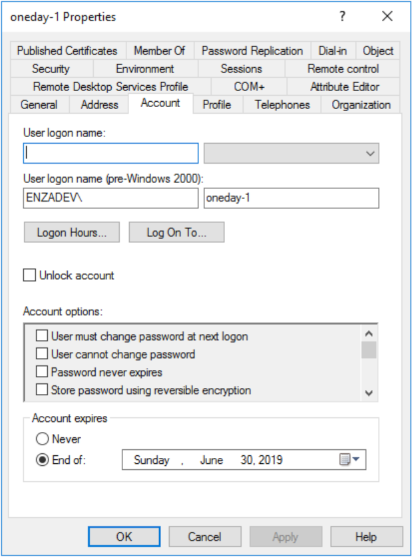 oneday-1 Properties ? ×
Published Certificates Member Of Password Replication Dial-in Object
Security Environment Sessions Remote control
Remote Desktop Services Profile COM+ Attribute Editor
General Address Account Profile Telephones Organization
User logon name:
User logon name (pre-Windows 2000):
ENZADEV\ oneday-1
Logon Hours... Log On To...
Unlock account
Account options:
User must change password at next logon
User cannot change password
Password never expires
Store password using reversible encryption
Account expires
Never
End of: Sunday , June 30, 2019
OK Cancel Apply Help